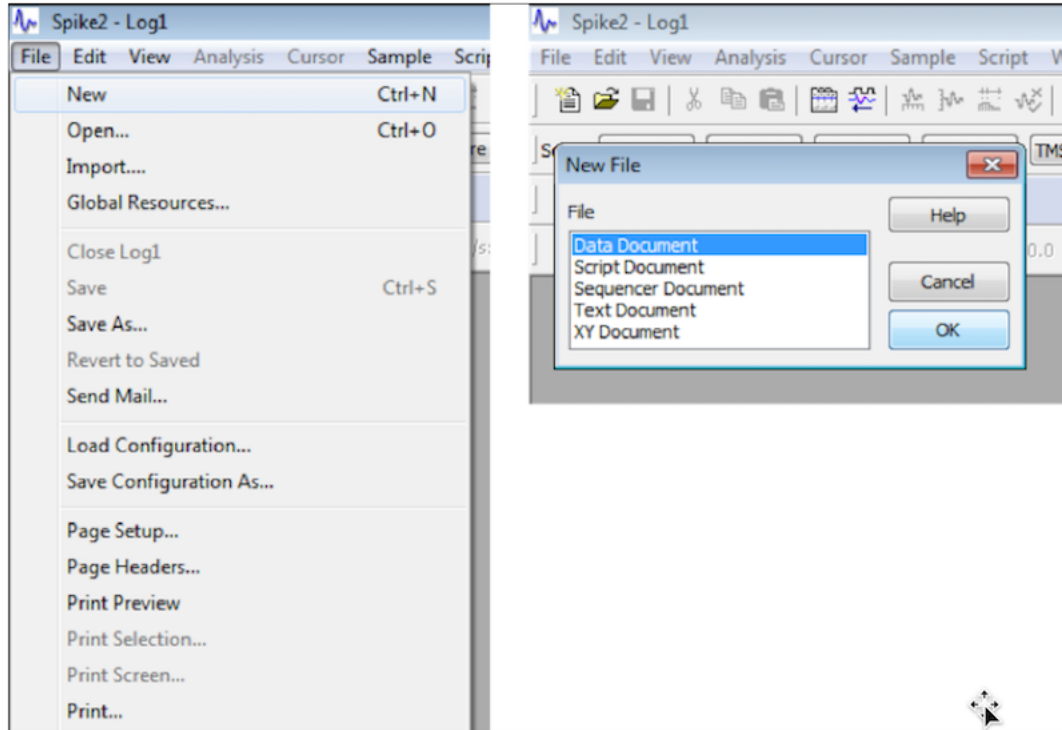 Spike2 - Log1
File Edit View Analysis Cursor Sample
New Ctrl+N
Open... Ctrl+O
Import....
Global Resources...
Close Log1
Save Ctrl+S
Save As...
Revert to Saved
Send Mail...
Load Configuration...
Save Configuration As...
Page Setup...
Page Headers...
Print Preview
Print Selection...
Print Screen...
Print...
Spike2 - Log1
File Edit View Analysis Cursor Sample Script
TMS
New File
File
Data Document
Script Document
Sequencer Document
Text Document
XY Document
Help
Cancel
OK
0.0